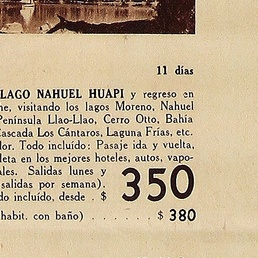 11 días
LAGO NAHUEL HUAPI y regreso en
ne, visitando los lagos Moreno, Nahuel
Península Llao-Llao, Cerro Otto, Bahía
Cascada Los Cántaros, Laguna Frías, etc.
lor. Todo incluído: Pasaje ida y vuelta,
leta en los mejores hoteles, autos, vapo-
ales. Salidas lunes y
salidas por semana).
do incluído, desde . $ 350
habit. con baño) . . . . . . $ 380